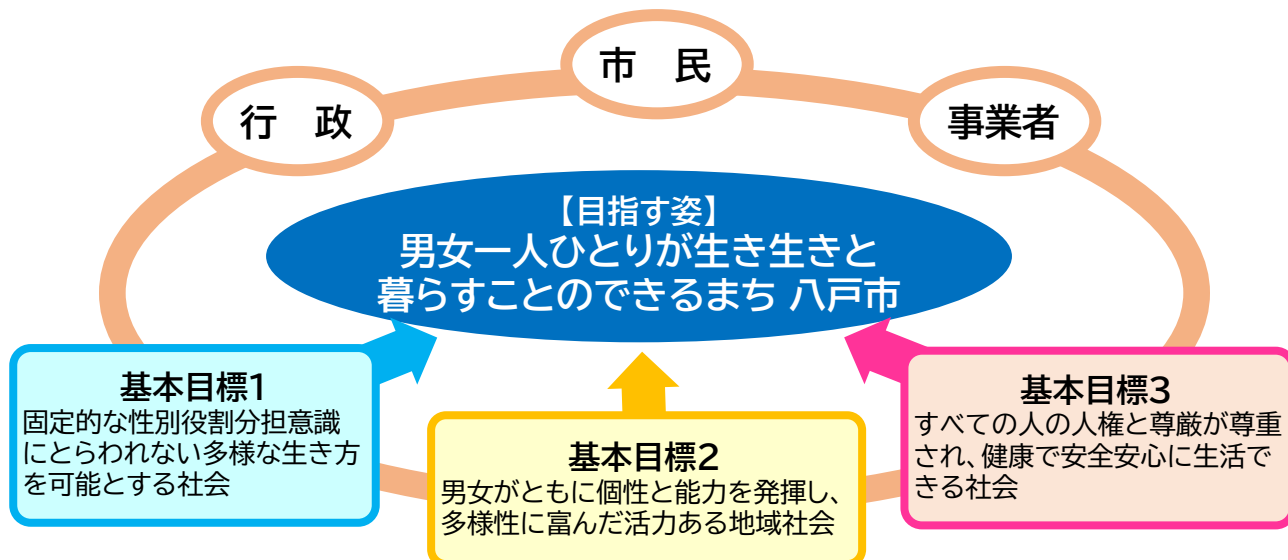 市　民
行　政
事業者
【目指す姿】
男女一人ひとりが生き生きと
暮らすことのできるまち 八戸市
基本目標1
固定的な性別役割分担意識
にとらわれない多様な生き方
を可能とする社会
基本目標2
男女がともに個性と能力を発揮し、
多様性に富んだ活力ある地域社会
基本目標3
すべての人の人権と尊厳が尊重
され、健康で安全安心に生活で
きる社会